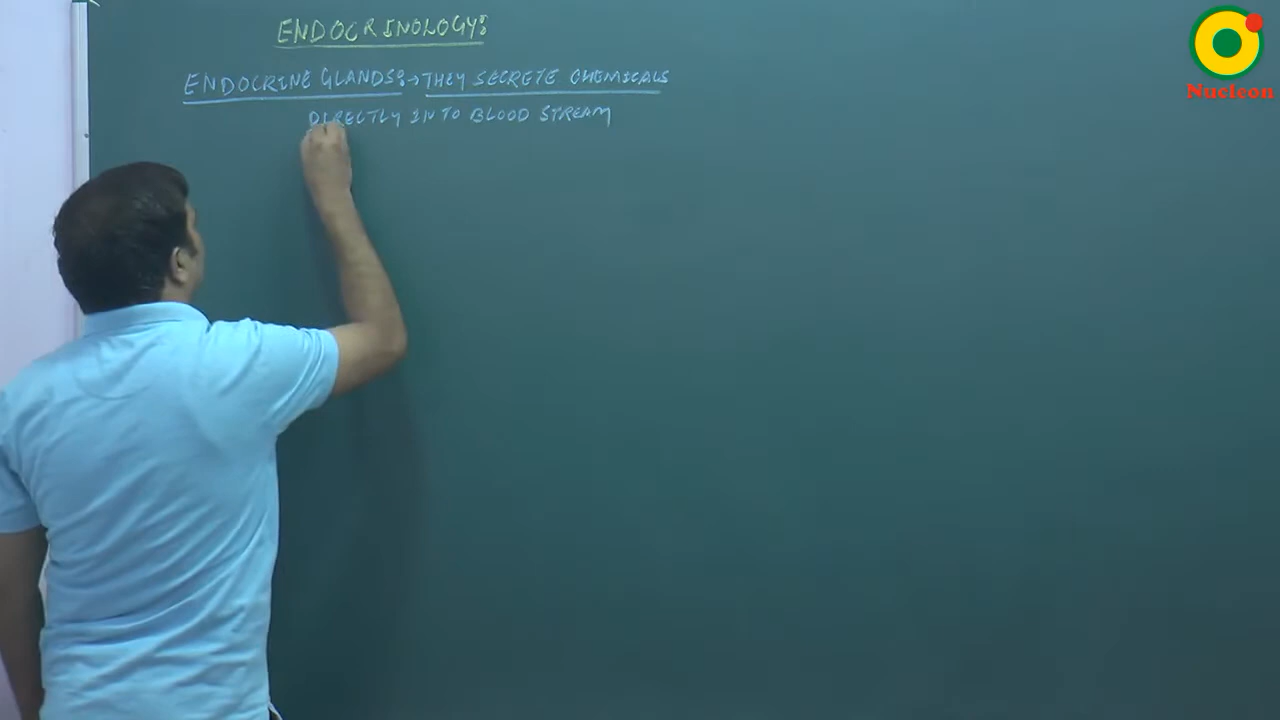 ENDOCRINOLOGY:
ENDOCRINE GLANDS:→THEY SECRETE CHEMICALS
DIRECTLY IN TO BLOOD STREAM
Nucleon